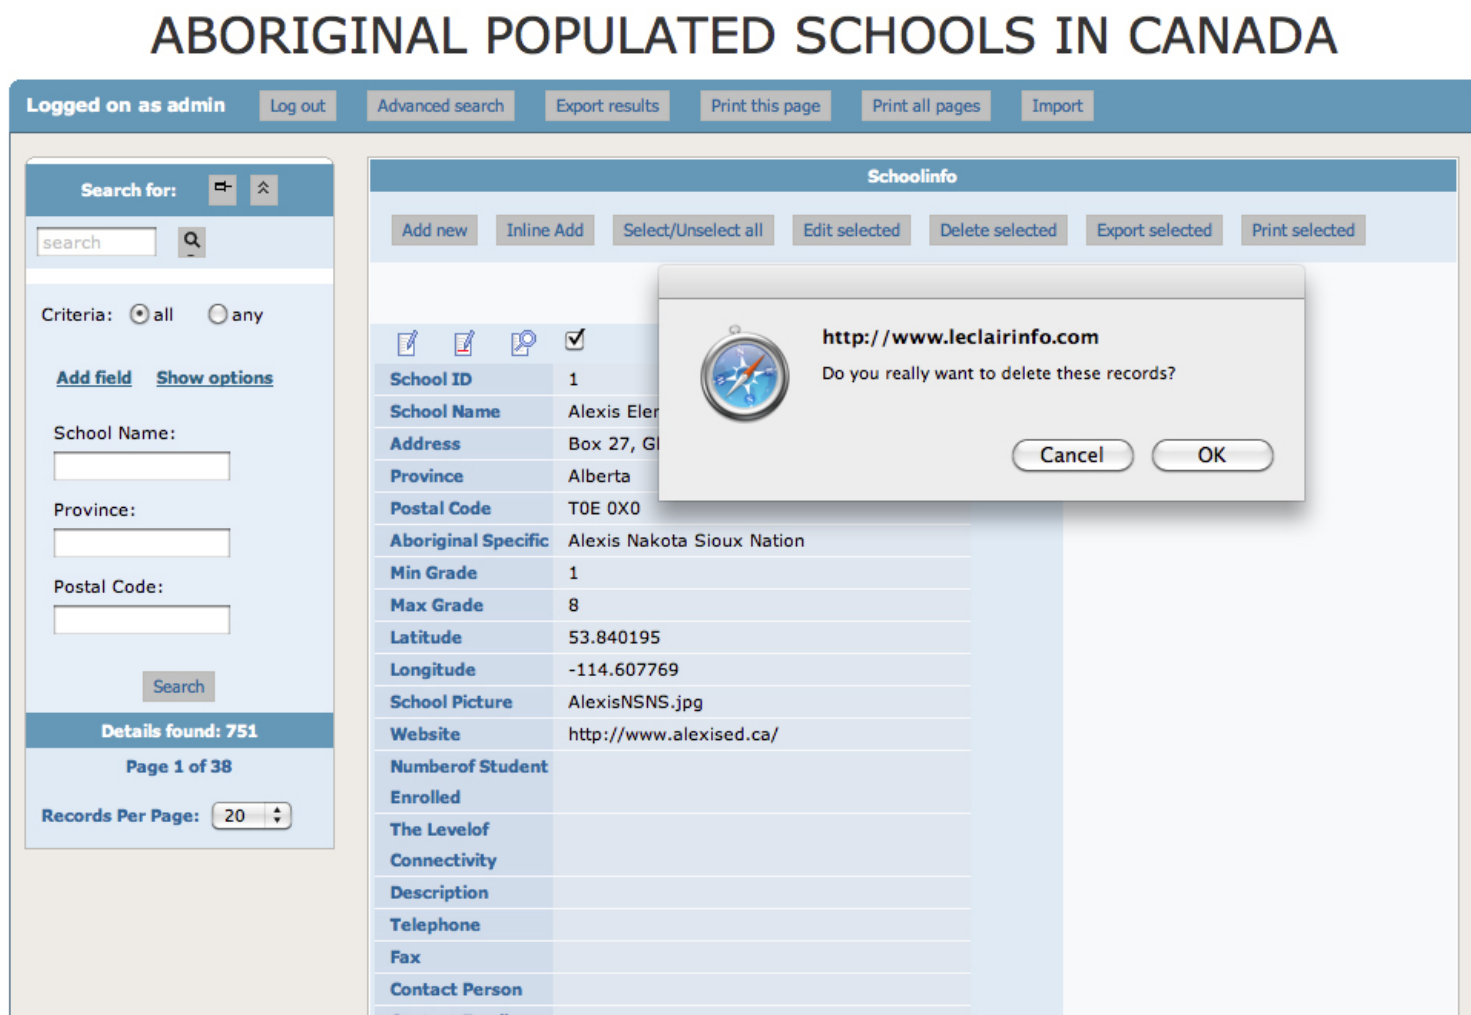 ABORIGINAL POPULATED SCHOOLS IN CANADA
Logged on as admin Log out Advanced search Export results Print this page Print all pages Import
Search for:
search
Criteria: all any
Add field Show options
School Name:
Province:
Postal Code:
Search
Details found: 751
Page 1 of 38
Records Per Page: 20
Schoolinfo
Add new Inline Add Select/Unselect all Edit selected Delete selected Export selected Print selected
http://www.leclairinfo.com
Do you really want to delete these records?
Cancel OK
School ID 1
School Name Alexis
Address Box 27,
Province Alberta
Postal Code T0E 0X0
Aboriginal Specific Alexis Nakota Sioux Nation
Min Grade 1
Max Grade 8
Latitude 53.840195
Longitude -114.607769
School Picture AlexisNSNS.jpg
Website http://www.alexised.ca/
Numberof Student
Enrolled
The Levelof
Connectivity
Description
Telephone
Fax
Contact Person